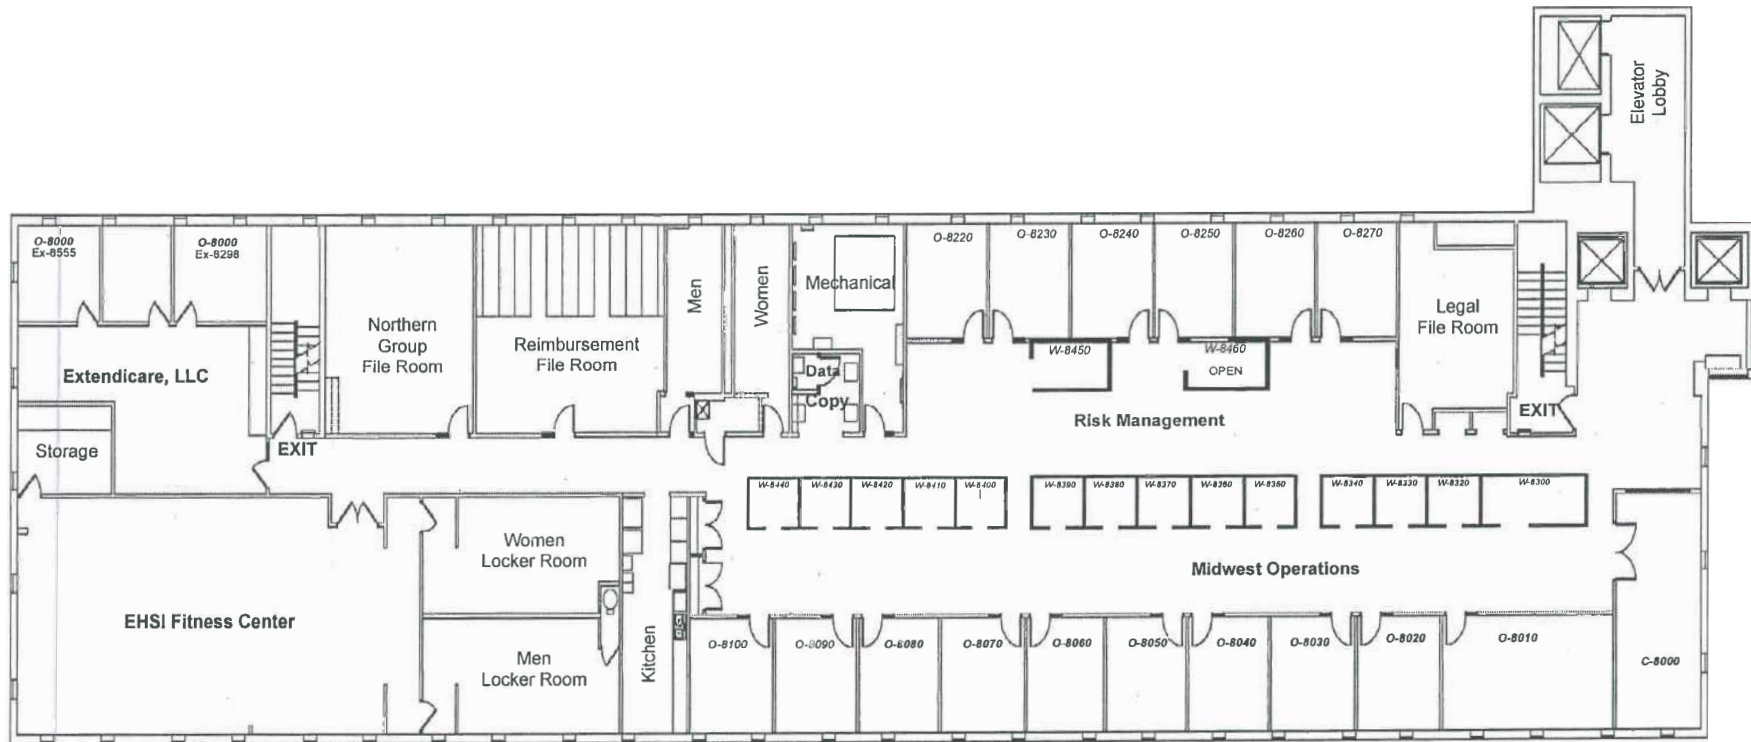 Elevator
Lobby
O-8000
Ex-8555
O-8000
Ex-8298
O-8220
O-8230
O-8240
O-8250
O-8260
O-8270
Men
Women
Mechanical
Northern
Group
File Room
Reimbursement
File Room
Legal
File Room
W-8450
W-8460
OPEN
Data
Copy
Extendicare, LLC
Risk Management
EXIT
EXIT
Storage
W-8440
W-8430
W-8420
W-8410
W-8400
W-8390
W-8380
W-8370
W-8360
W-8350
W-8340
W-8330
W-8320
W-8300
Women
Locker Room
Midwest Operations
EHSI Fitness Center
Men
Locker Room
Kitchen
O-8100
O-8090
O-8080
O-8070
O-8060
O-8050
O-8040
O-8030
O-8020
O-8010
C-8000